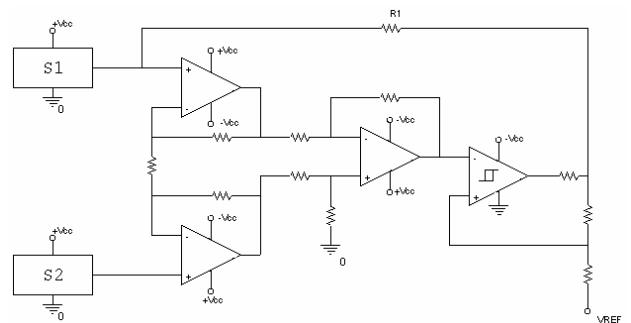 R1
+Vcc
S1
0
+Vcc
+
-
-Vcc
-Vcc
-
+
+Vcc
0
-Vcc
-
+
+Vcc
S2
0
-Vcc
-
+
+Vcc
VREF